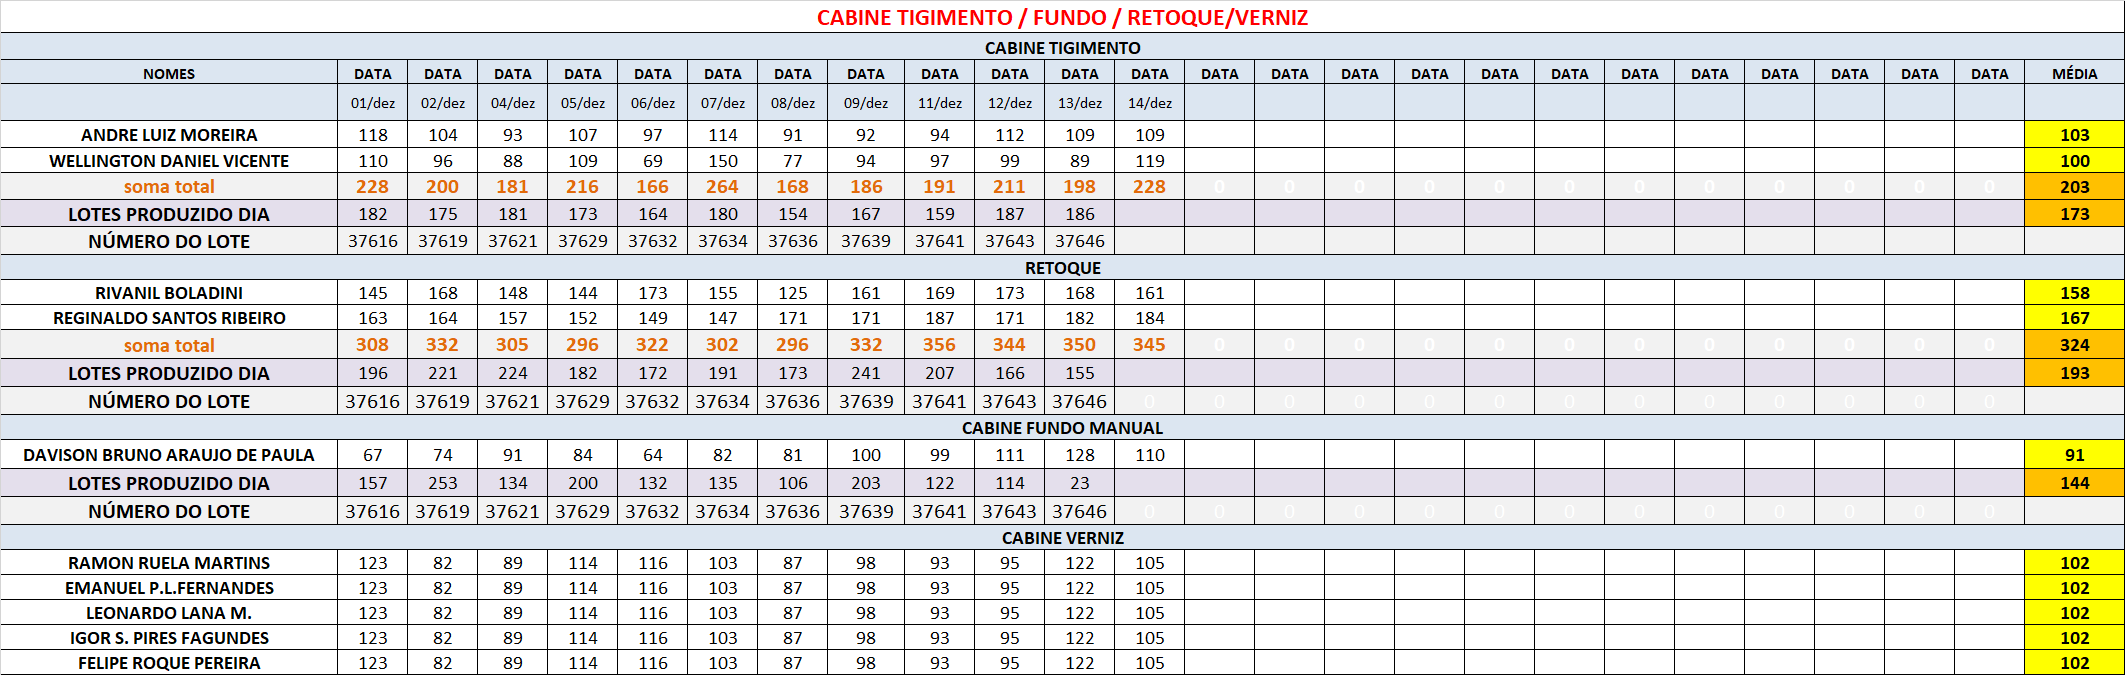 CABINE TIGIMENTO / FUNDO / RETOQUE/VERNIZ
CABINE TIGIMENTO
NOMES DATA DATA DATA DATA DATA DATA DATA DATA DATA DATA DATA DATA DATA DATA DATA DATA DATA DATA DATA DATA DATA DATA DATA DATA MÉDIA
01/dez 02/dez 04/dez 05/dez 06/dez 07/dez 08/dez 09/dez 11/dez 12/dez 13/dez 14/dez
ANDRE LUIZ MOREIRA 118 104 93 107 97 114 91 92 94 112 109 109 103
WELLINGTON DANIEL VICENTE 110 96 88 109 69 150 77 94 97 99 89 119 100
soma total 228 200 181 216 166 264 168 186 191 211 198 228 0 0 0 0 0 0 0 0 0 0 0 0 203
LOTES PRODUZIDO DIA 182 175 181 173 164 180 154 167 159 187 186 173
NÚMERO DO LOTE 37616 37619 37621 37629 37632 37634 37636 37639 37641 37643 37646
RETOQUE
RIVANIL BOLADINI 145 168 148 144 173 155 125 161 169 173 168 161 158
REGINALDO SANTOS RIBEIRO 163 164 157 152 149 147 171 171 187 171 182 184 167
soma total 308 332 305 296 322 302 296 332 356 344 350 345 0 0 0 0 0 0 0 0 0 0 0 0 324
LOTES PRODUZIDO DIA 196 221 224 182 172 191 173 241 207 166 155 193
NÚMERO DO LOTE 37616 37619 37621 37629 37632 37634 37636 37639 37641 37643 37646 0 0 0 0 0 0 0 0 0 0 0 0 0
CABINE FUNDO MANUAL
DAVISON BRUNO ARAUJO DE PAULA 67 74 91 84 64 82 81 100 99 111 128 110 91
LOTES PRODUZIDO DIA 157 253 134 200 132 135 106 203 122 114 23 144
NÚMERO DO LOTE 37616 37619 37621 37629 37632 37634 37636 37639 37641 37643 37646 0 0 0 0 0 0 0 0 0 0 0 0 0
CABINE VERNIZ
RAMON RUELA MARTINS 123 82 89 114 116 103 87 98 93 95 122 105 102
EMANUEL P.L.FERNANDES 123 82 89 114 116 103 87 98 93 95 122 105 102
LEONARDO LANA M. 123 82 89 114 116 103 87 98 93 95 122 105 102
IGOR S. PIRES FAGUNDES 123 82 89 114 116 103 87 98 93 95 122 105 102
FELIPE ROQUE PEREIRA 123 82 89 114 116 103 87 98 93 95 122 105 102